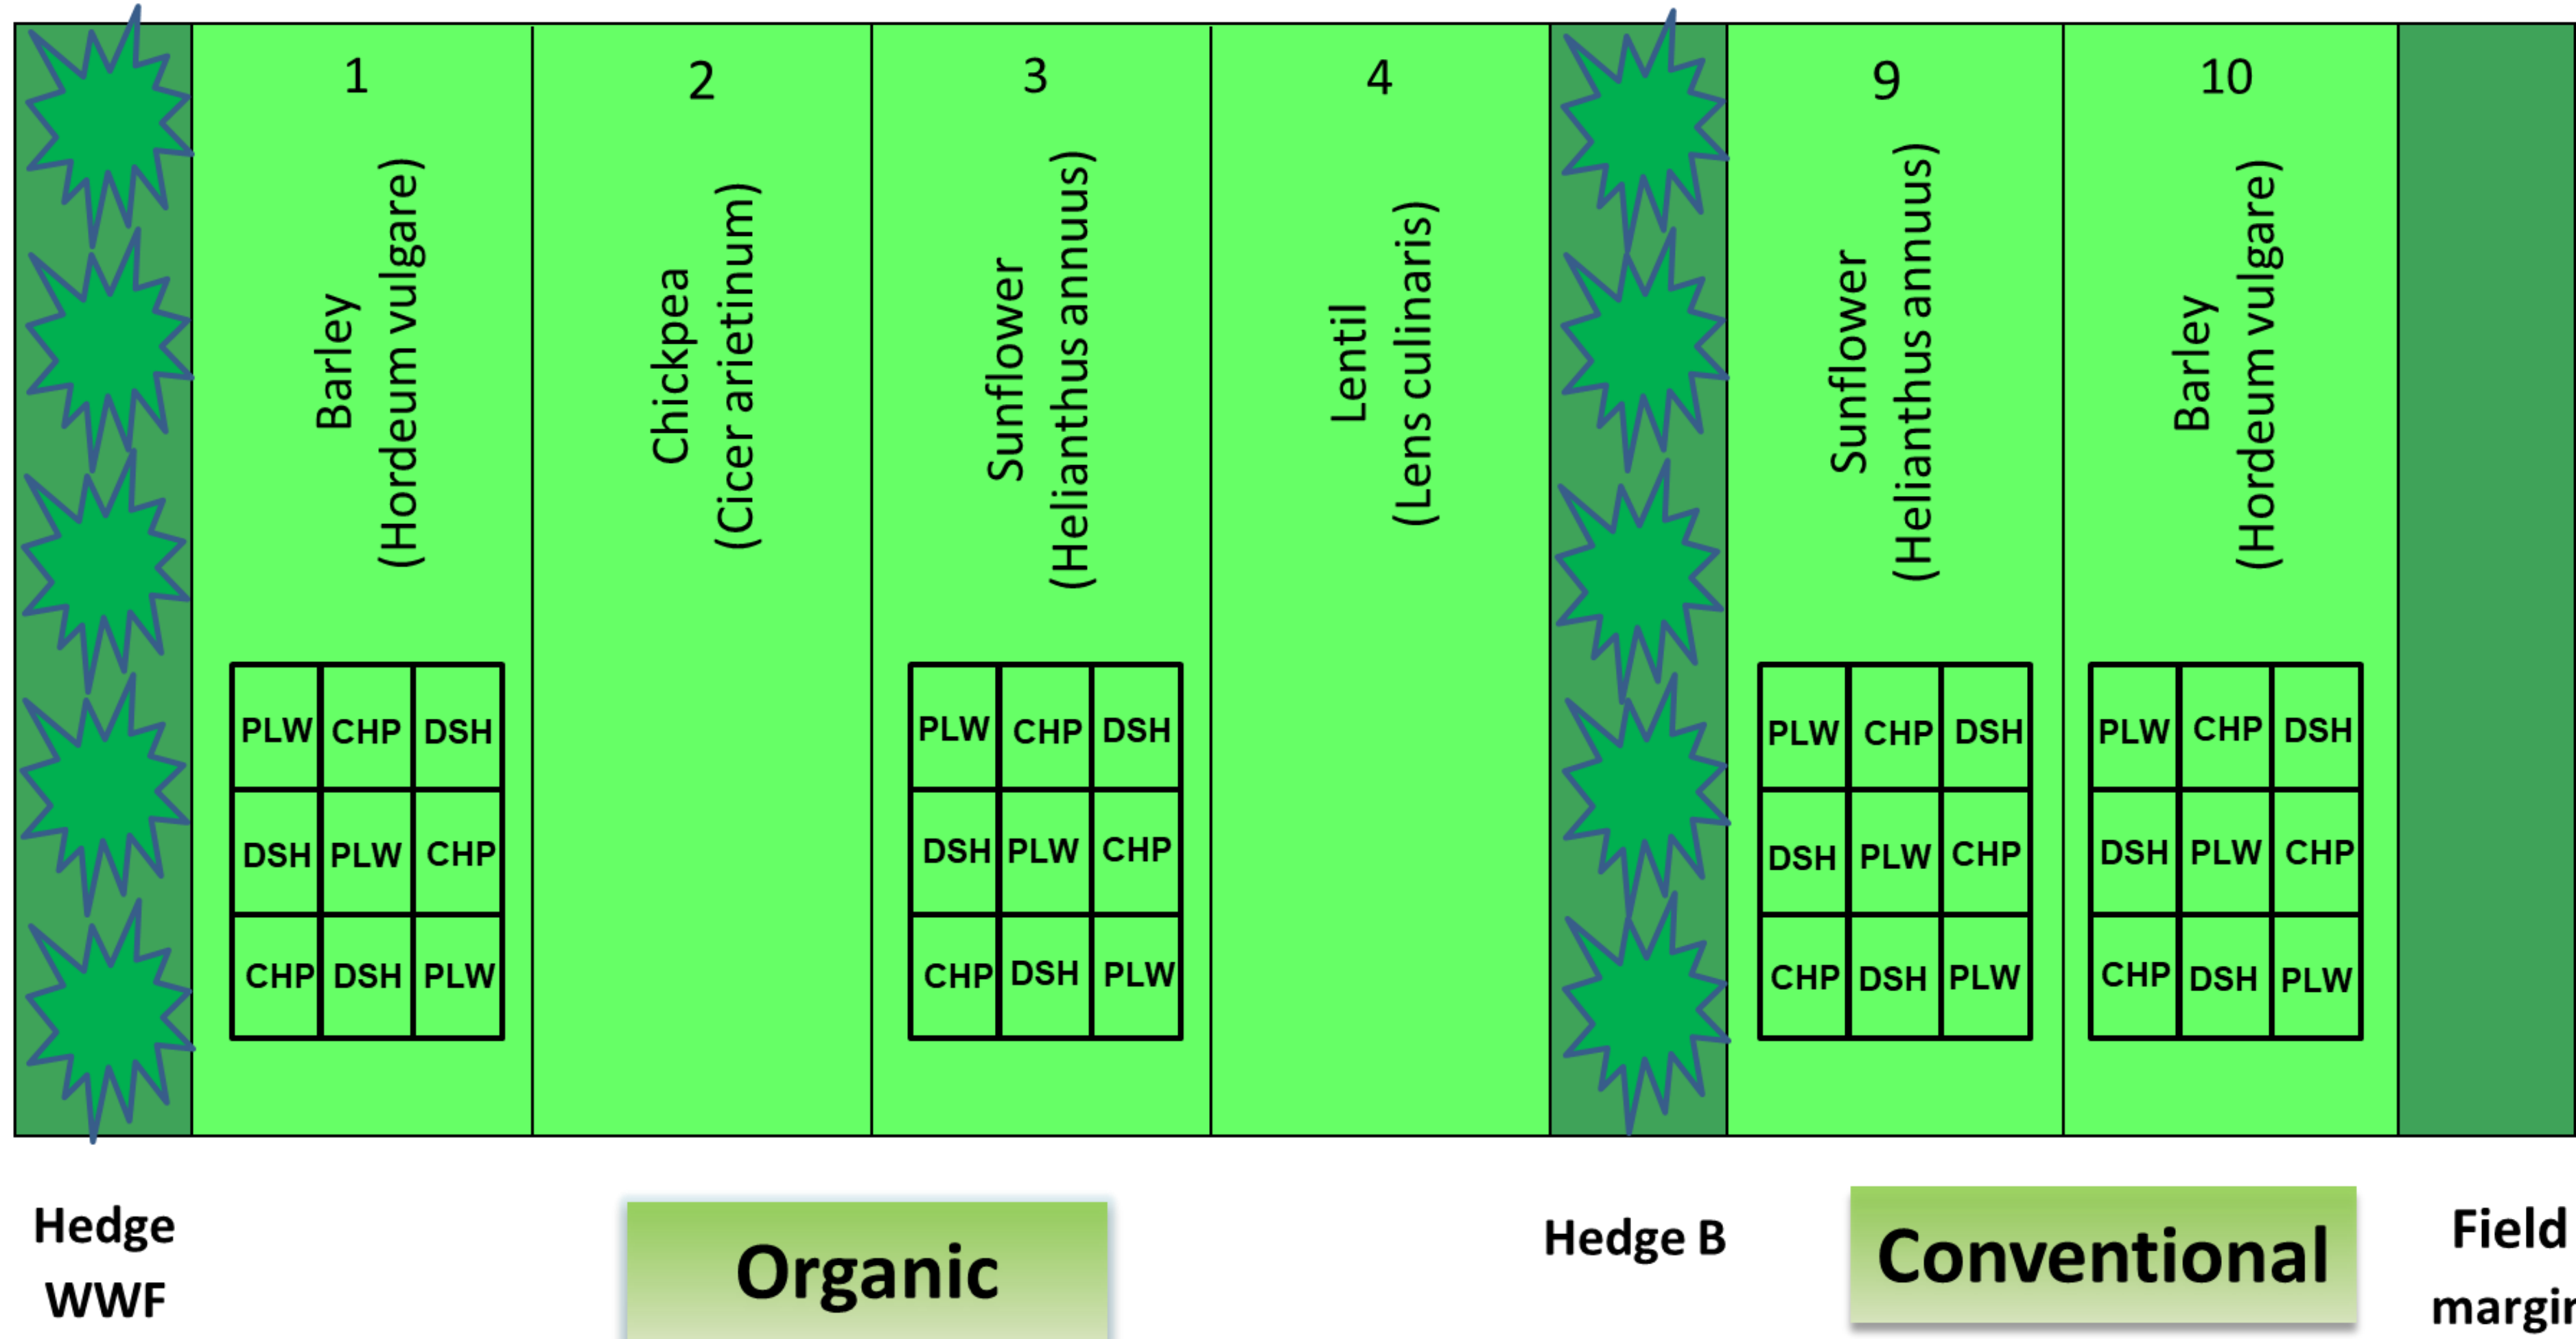 1
Barley
(Hordeum vulgare)
2
Chickpea
(Cicer arietinum)
3
Sunflower
(Helianthus annuus)
4
Lentil
(Lens culinaris)
9
Sunflower
(Helianthus annuus)
10
Barley
(Hordeum vulgare)
PLW CHP DSH
DSH PLW CHP
CHP DSH PLW
PLW CHP DSH
DSH PLW CHP
CHP DSH PLW
PLW CHP DSH
DSH PLW CHP
CHP DSH PLW
PLW CHP DSH
DSH PLW CHP
CHP DSH PLW
Hedge
WWF
Organic
Hedge B
Conventional
Field
margin